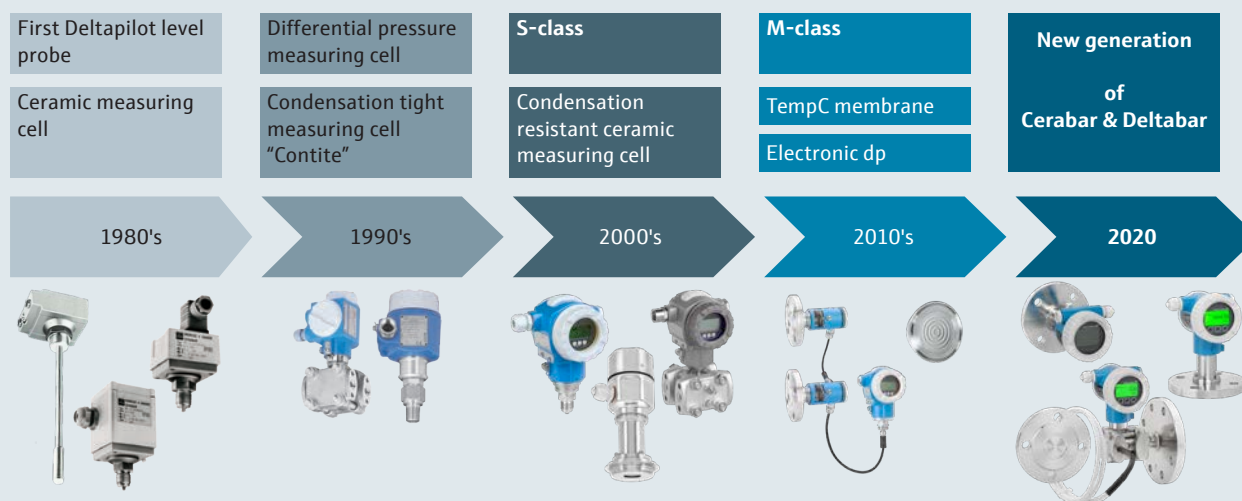 First Deltapilot level
probe
Ceramic measuring
cell
Differential pressure
measuring cell
Condensation tight
measuring cell
"Contite"
S-class
Condensation
resistant ceramic
measuring cell
M-class
TempC membrane
Electronic dp
New generation
of
Cerabar & Deltabar
1980's
1990's
2000's
2010's
2020